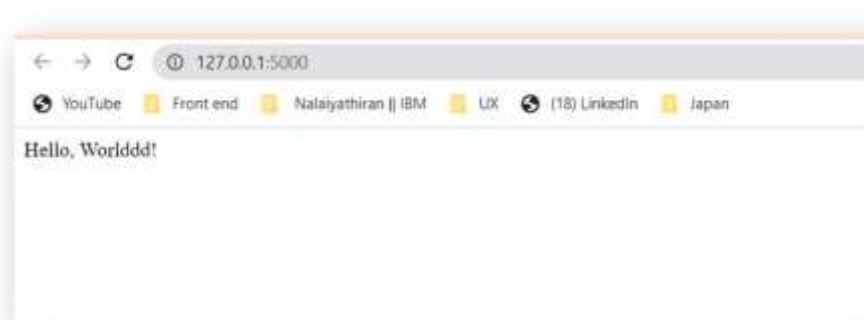 127.0.0.1:5000
YouTube Front end Nalaiyathiran || IBM UX (18) LinkedIn Japan
Hello, Worlddd!